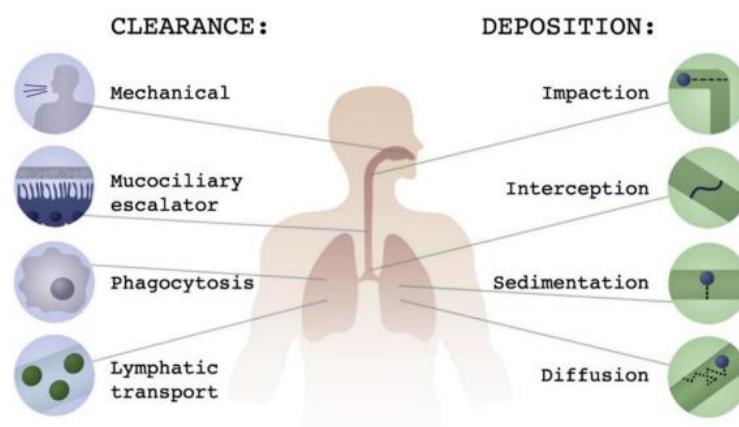 CLEARANCE:
Mechanical
Mucociliary
escalator
Phagocytosis
Lymphatic
transport
DEPOSITION:
Impaction
Interception
Sedimentation
Diffusion